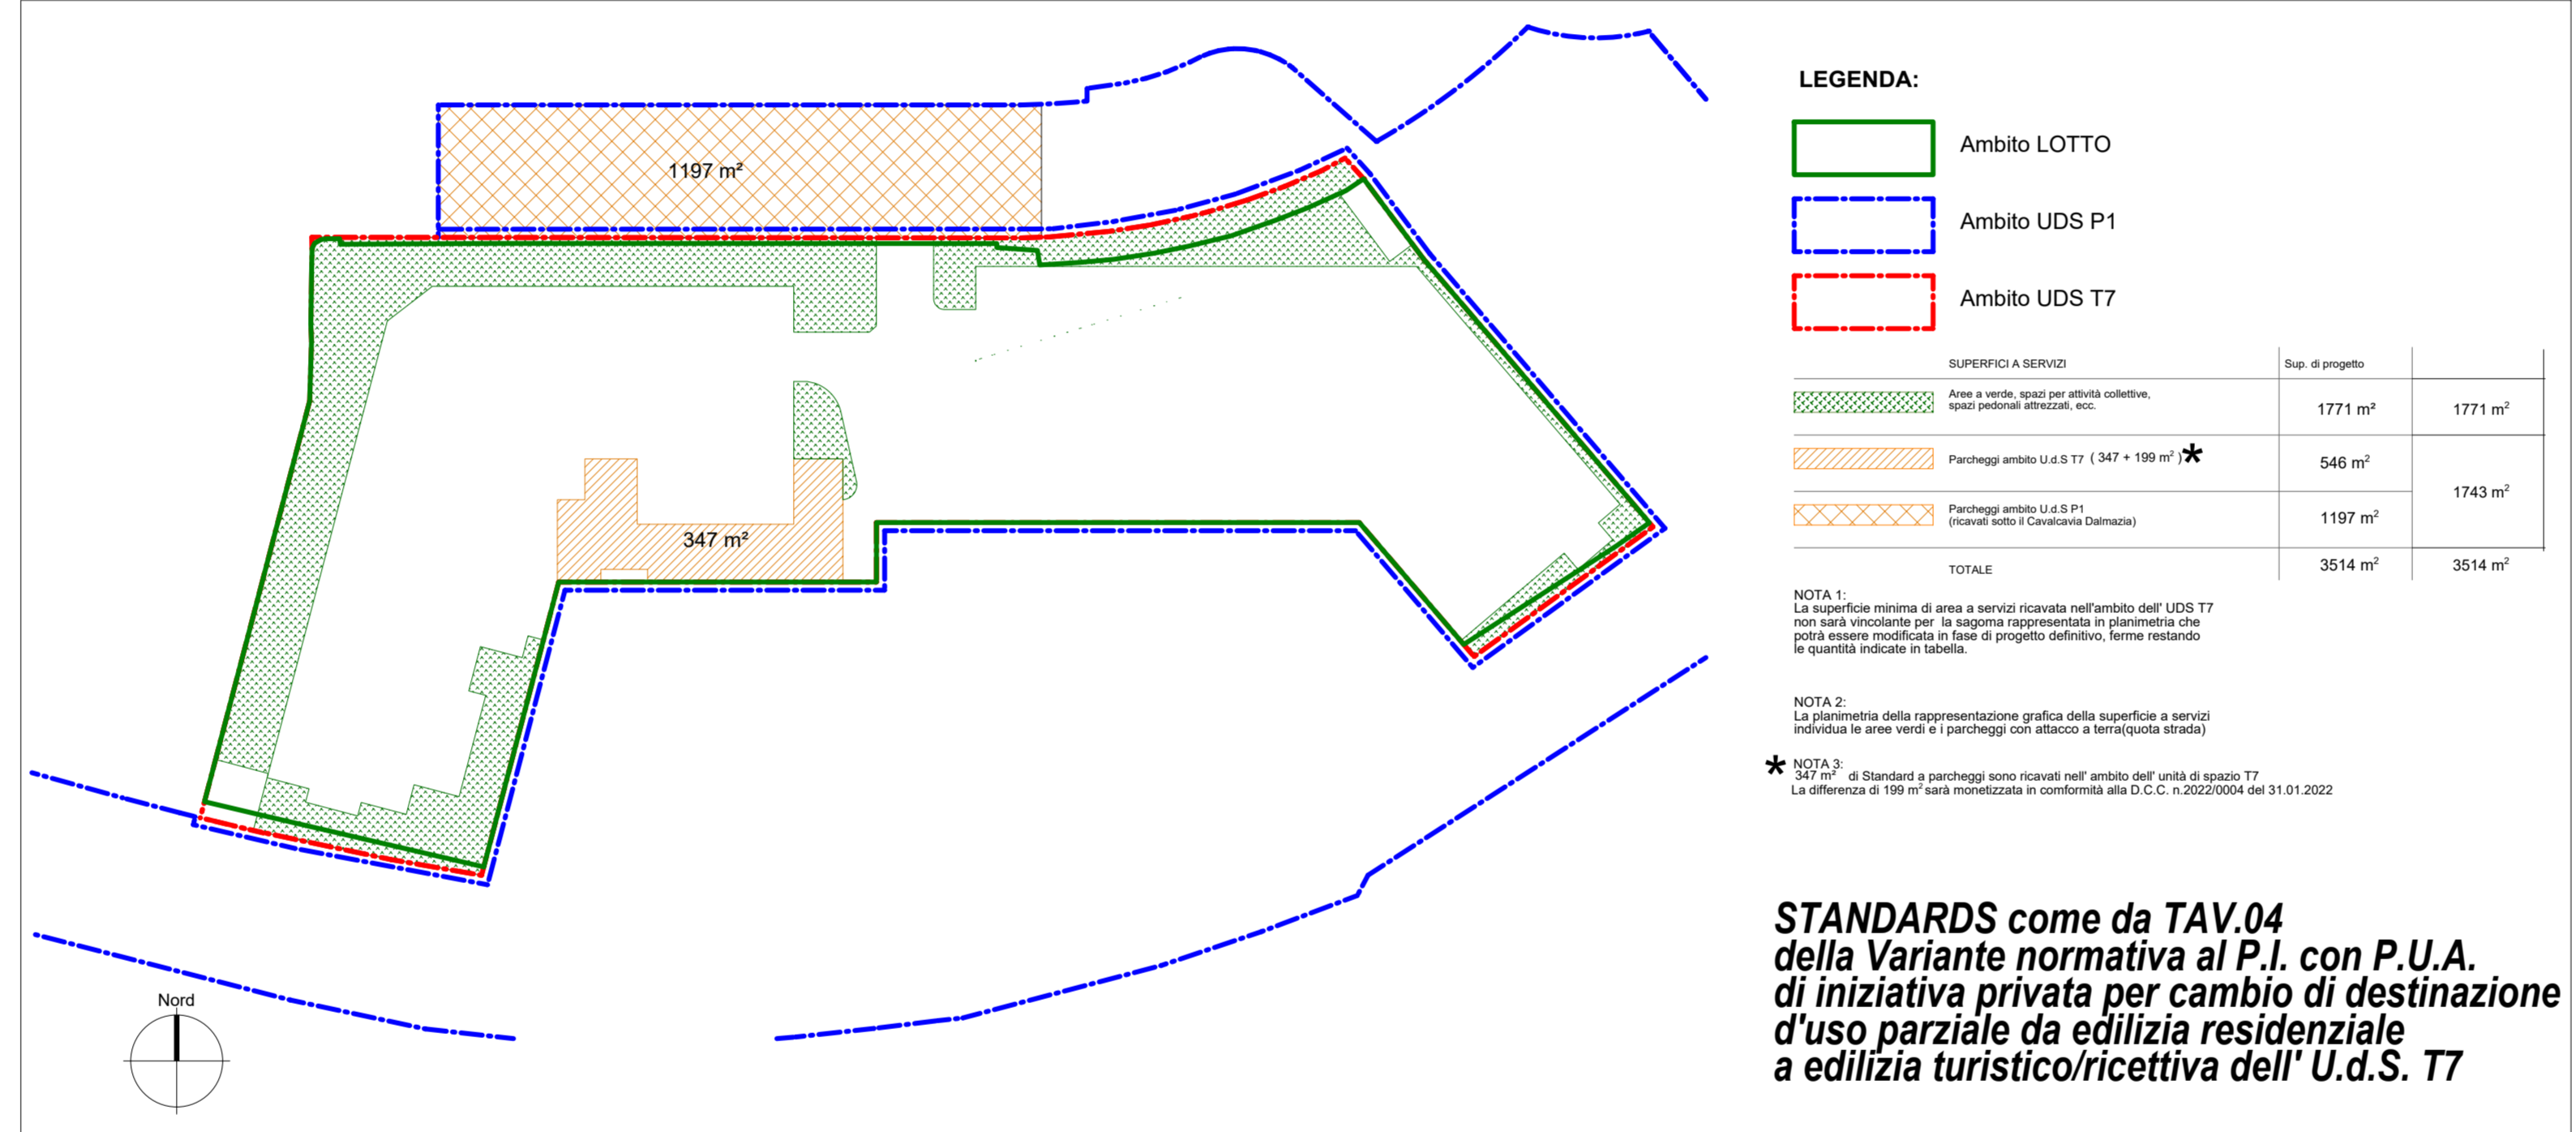 1197 m²
347 m²
Nord
LEGENDA:
Ambito LOTTO
Ambito UDS P1
Ambito UDS T7
SUPERFICI A SERVIZI Sup. di progetto
Aree a verde, spazi per attività collettive,
spazi pedonali attrezzati, ecc.
1771 m² 1771 m²
Parcheggi ambito U.d.S T7 ( 347 + 199 m² )*
546 m²
1743 m²
Parcheggi ambito U.d.S P1
(ricavati sotto il Cavalcavia Dalmazia)
1197 m²
TOTALE 3514 m² 3514 m²
NOTA 1:
La superficie minima di area a servizi ricavata nell'ambito dell' UDS T7
non sarà vincolante per la sagoma rappresentata in planimetria che
potrà essere modificata in fase di progetto definitivo, ferme restando
le quantità indicate in tabella.
NOTA 2:
La planimetria della rappresentazione grafica della superficie a servizi
individua le aree verdi e i parcheggi con attacco a terra(quota strada)
* NOTA 3:
347 m² di Standard a parcheggi sono ricavati nell' ambito dell' unità di spazio T7
La differenza di 199 m² sarà monetizzata in comformità alla D.C.C. n.2022/0004 del 31.01.2022
STANDARDS come da TAV.04
della Variante normativa al P.I. con P.U.A.
di iniziativa privata per cambio di destinazione
d'uso parziale da edilizia residenziale
a edilizia turistico/ricettiva dell' U.d.S. T7